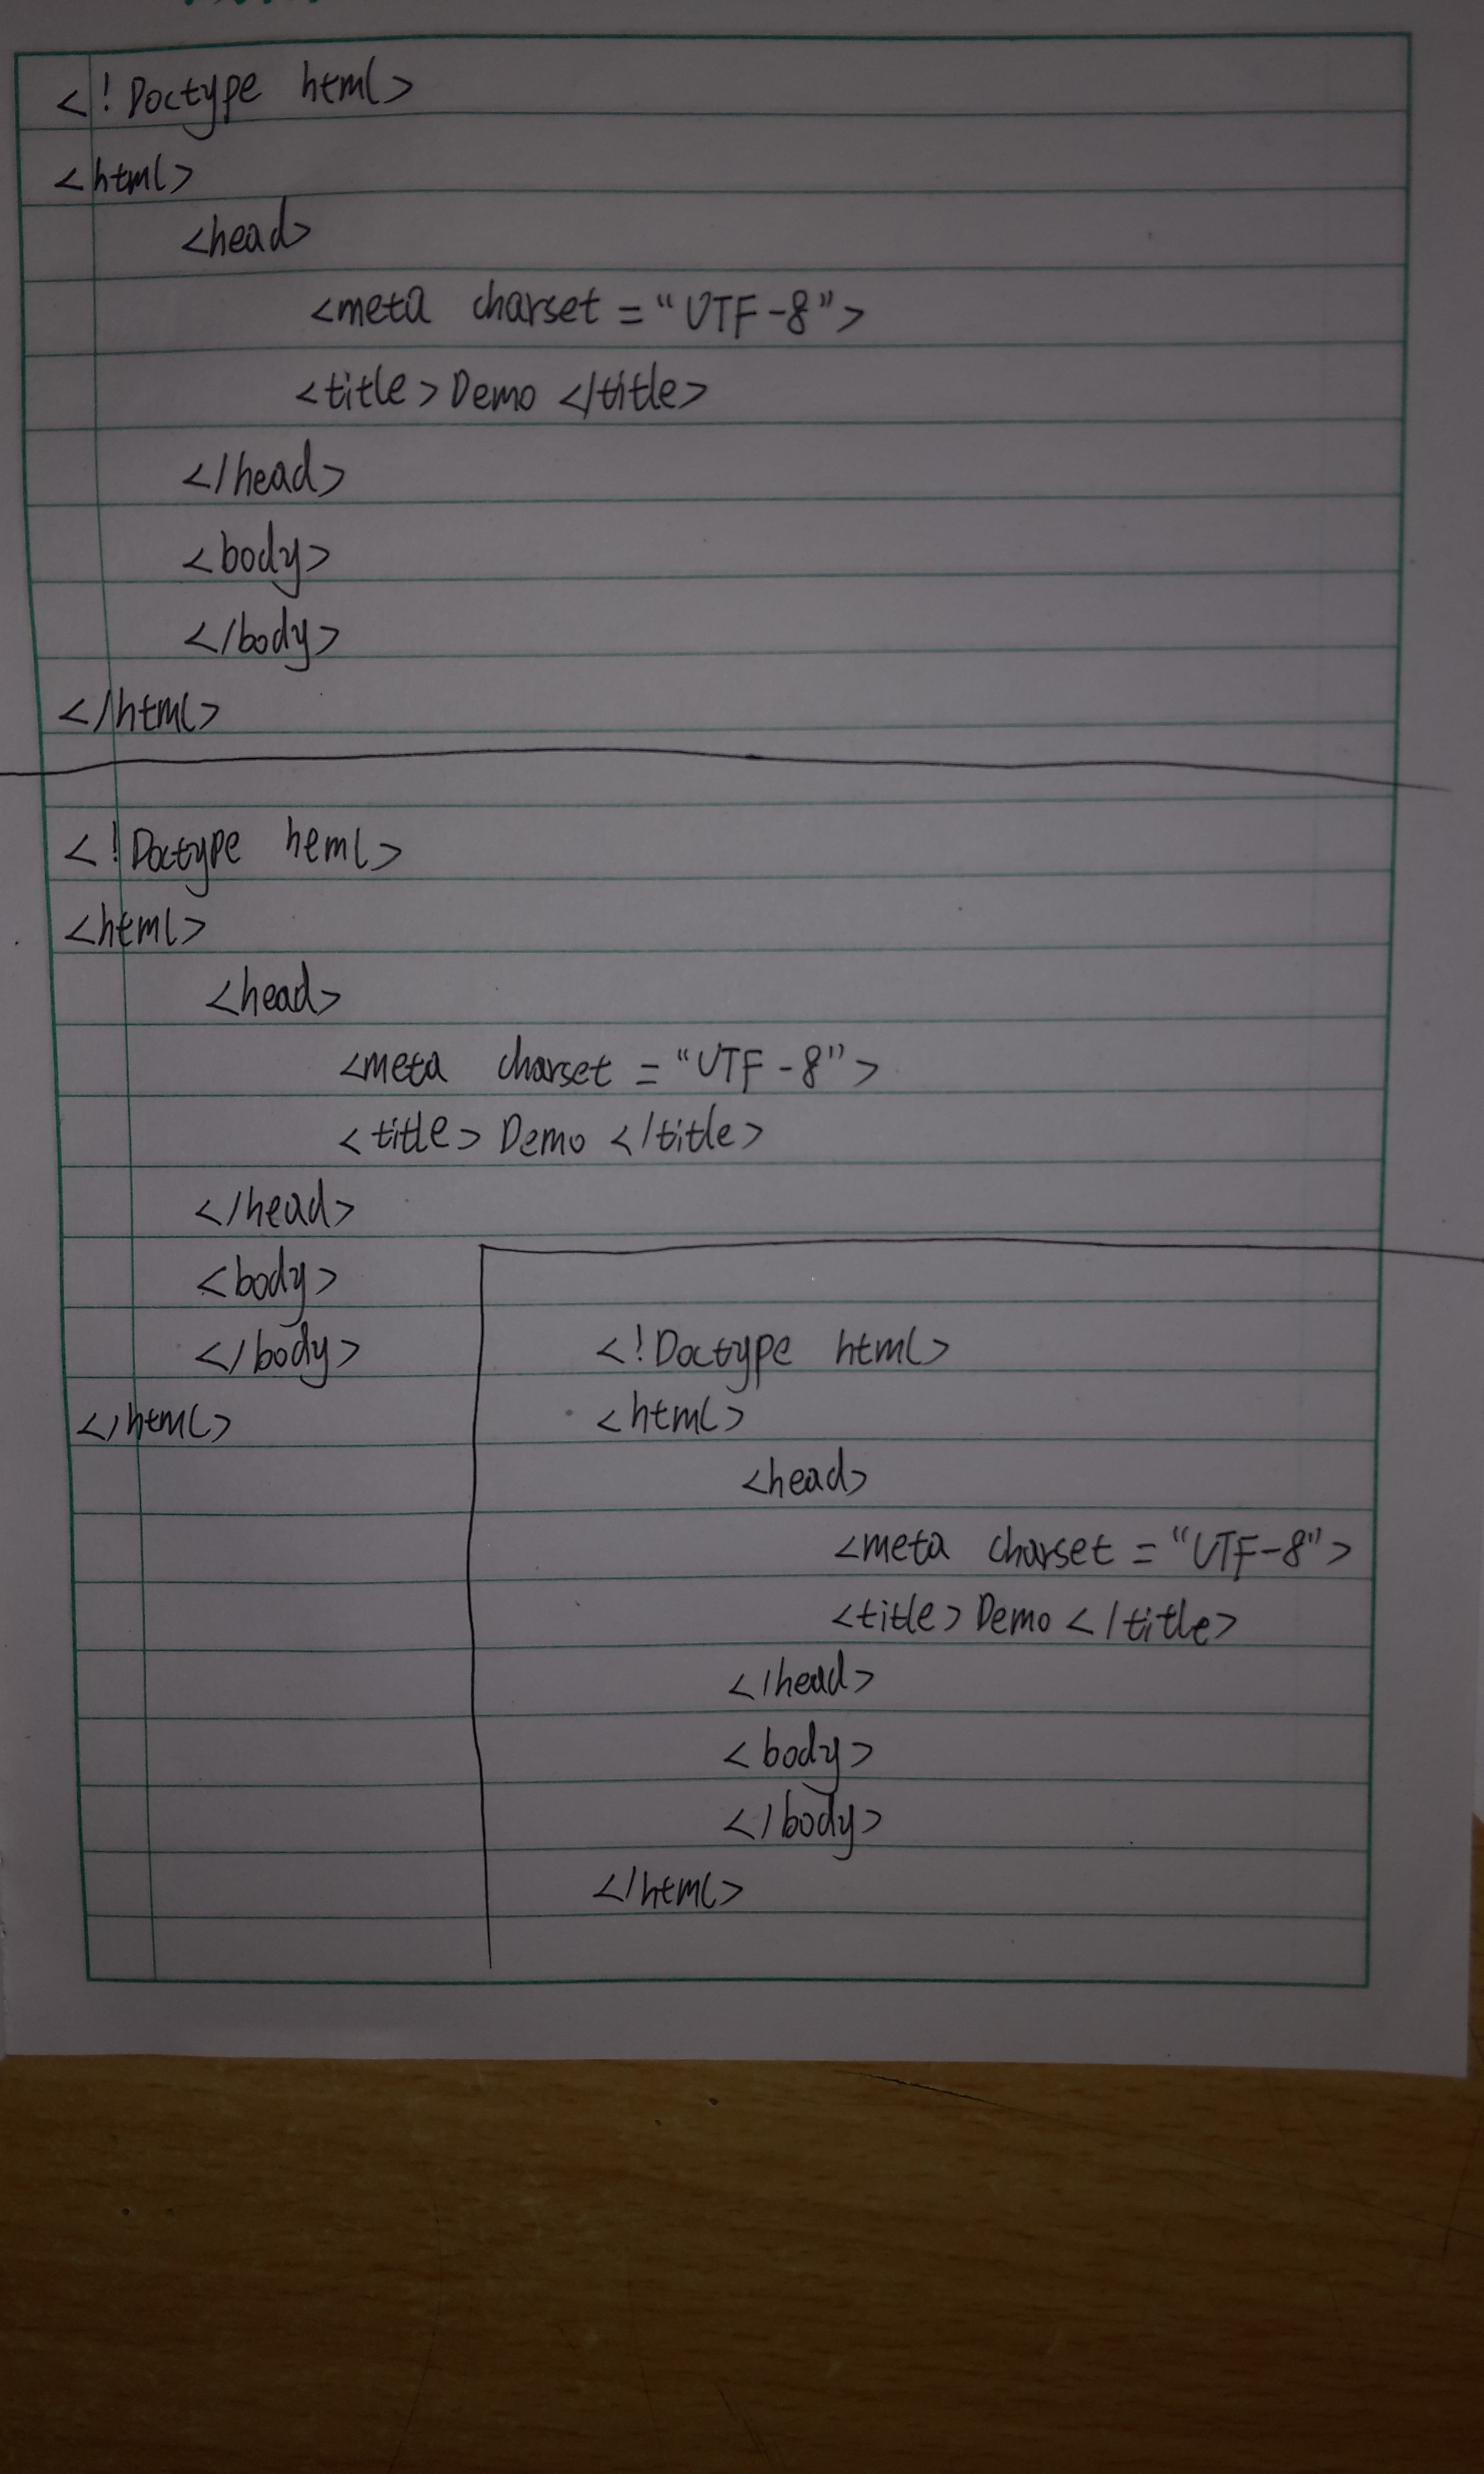 <!Doctype html>
<html>
<head>
<meta charset = "UTF-8">
<title>Demo </title>
</head>
<body>
</body>
</html>
<!Doctype heml>
<html>
<head>
<meta charset = "UTF-8">
<title>Demo </title>
</head>
<body>
</body>
</html>
<!Doctype html>
<html>
<head>
<meta charset = "UTF-8">
<title>Demo </title>
</head>
<body>
</body>
</html>